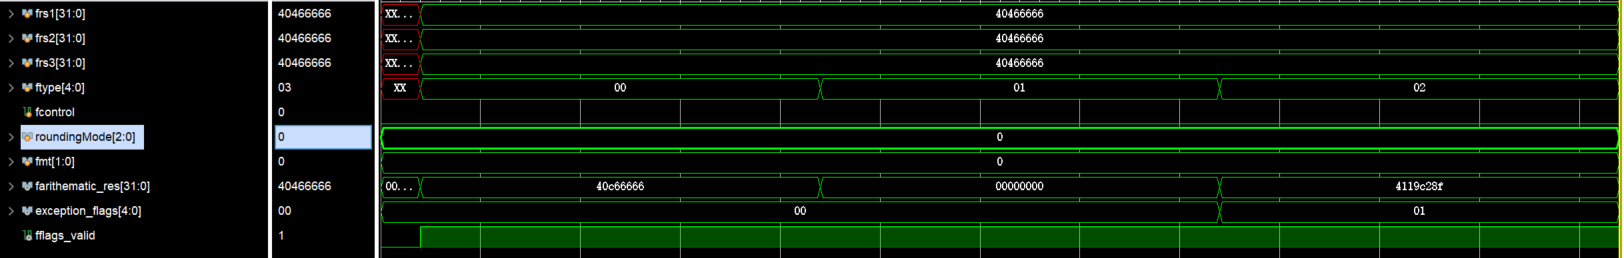 frs1[31:0] 40466666 XX... 40466666
frs2[31:0] 40466666 XX... 40466666
frs3[31:0] 40466666 XX... 40466666
ftype[4:0] 03 XX 00 01 02
fcontrol 0
roundingMode[2:0] 0 0
fmt[1:0] 0 0
farithematic_res[31:0] 40466666 00... 40c66666 00000000 4119c28f
exception_flags[4:0] 00 00 01
fflags_valid 1